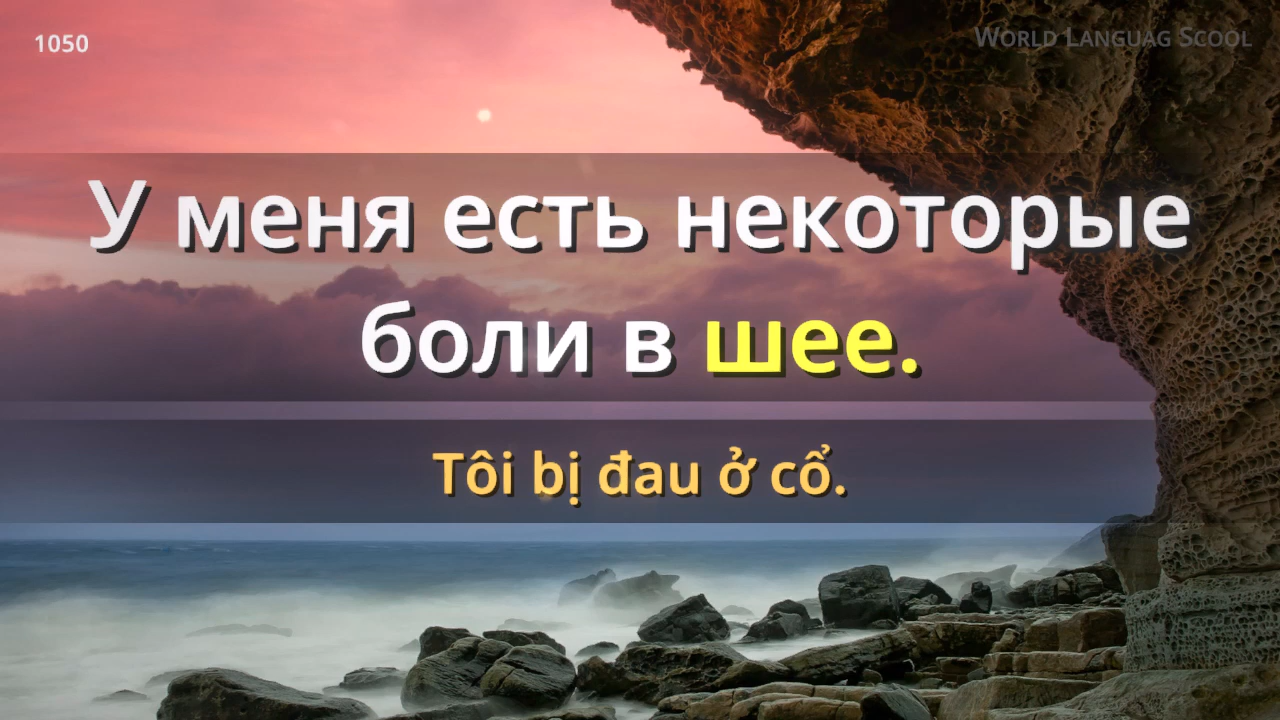 1050
World Languag Scool
У меня есть некоторые
боли в шее.
Tôi bị đau ở cổ.